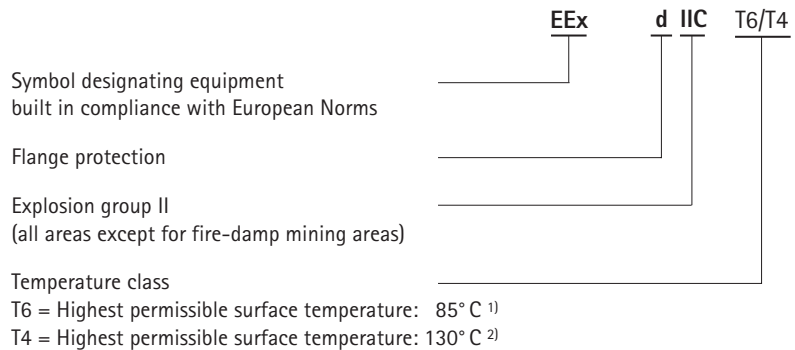 EEx d IIC T6/T4
Symbol designating equipment
built in compliance with European Norms
Flange protection
Explosion group II
(all areas except for fire-damp mining areas)
Temperature class
T6 = Highest permissible surface temperature: 85° C 1)
T4 = Highest permissible surface temperature: 130° C 2)